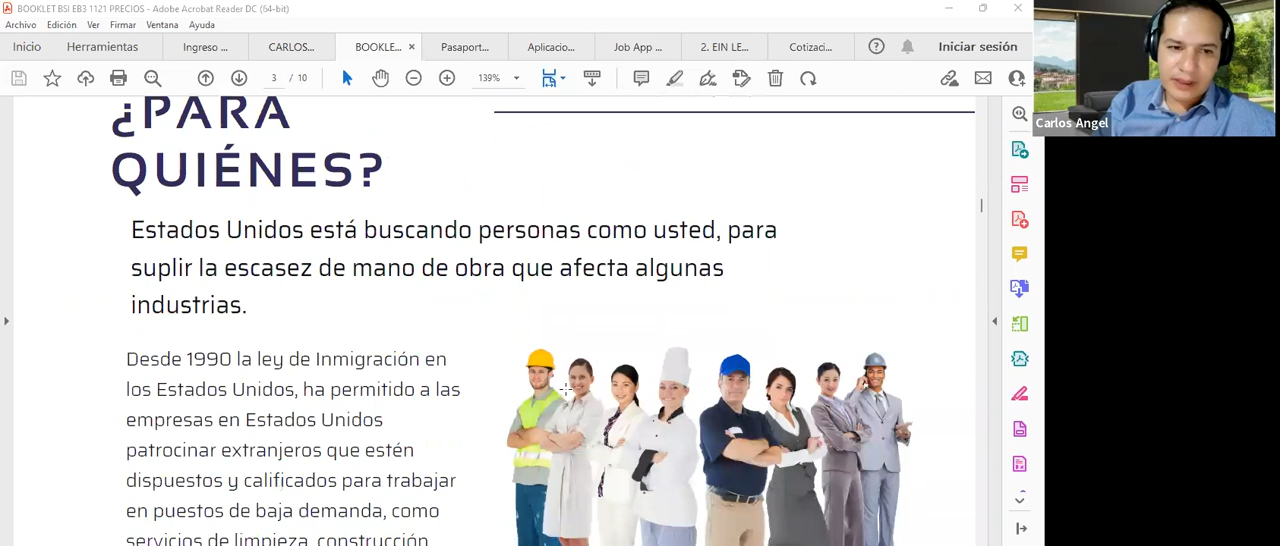 BOOKLET BSI EB3 1121 PRECIOS - Adobe Acrobat Reader DC (64-bit)
Archivo Edición Ver Firmar Ventana Ayuda
Inicio Herramientas Ingreso ... CARLOS... BOOKLE... × Pasaport... Aplicacio... Job App ... 2. EIN LE... Cotizaci... Iniciar sesión
3 / 10 139%
Carlos Angel
¿PARA
QUIÉNES?
Estados Unidos está buscando personas como usted, para
suplir la escasez de mano de obra que afecta algunas
industrias.
Desde 1990 la ley de Inmigración en
los Estados Unidos, ha permitido a las
empresas en Estados Unidos
patrocinar extranjeros que estén
dispuestos y calificados para trabajar
en puestos de baja demanda, como
servicios de limpieza, construcción